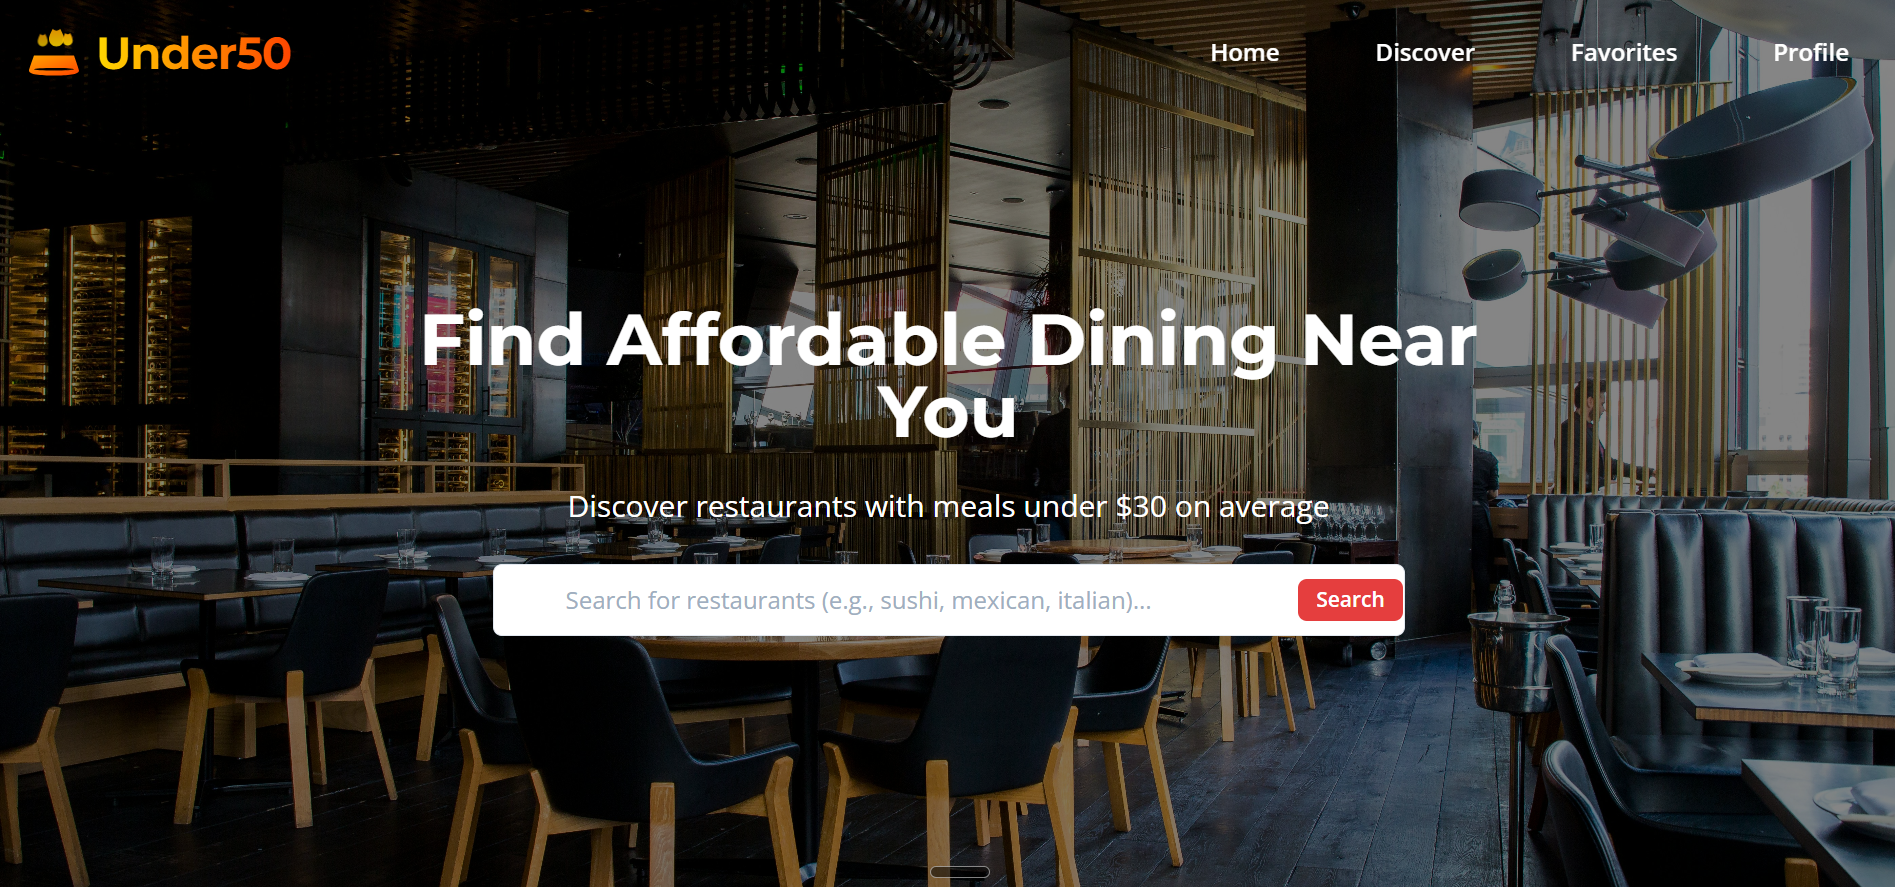 Under50
Home
Discover
Favorites
Profile
Find Affordable Dining Near
You
Discover restaurants with meals under $30 on average
Search for restaurants (e.g., sushi, mexican, italian)...
Search